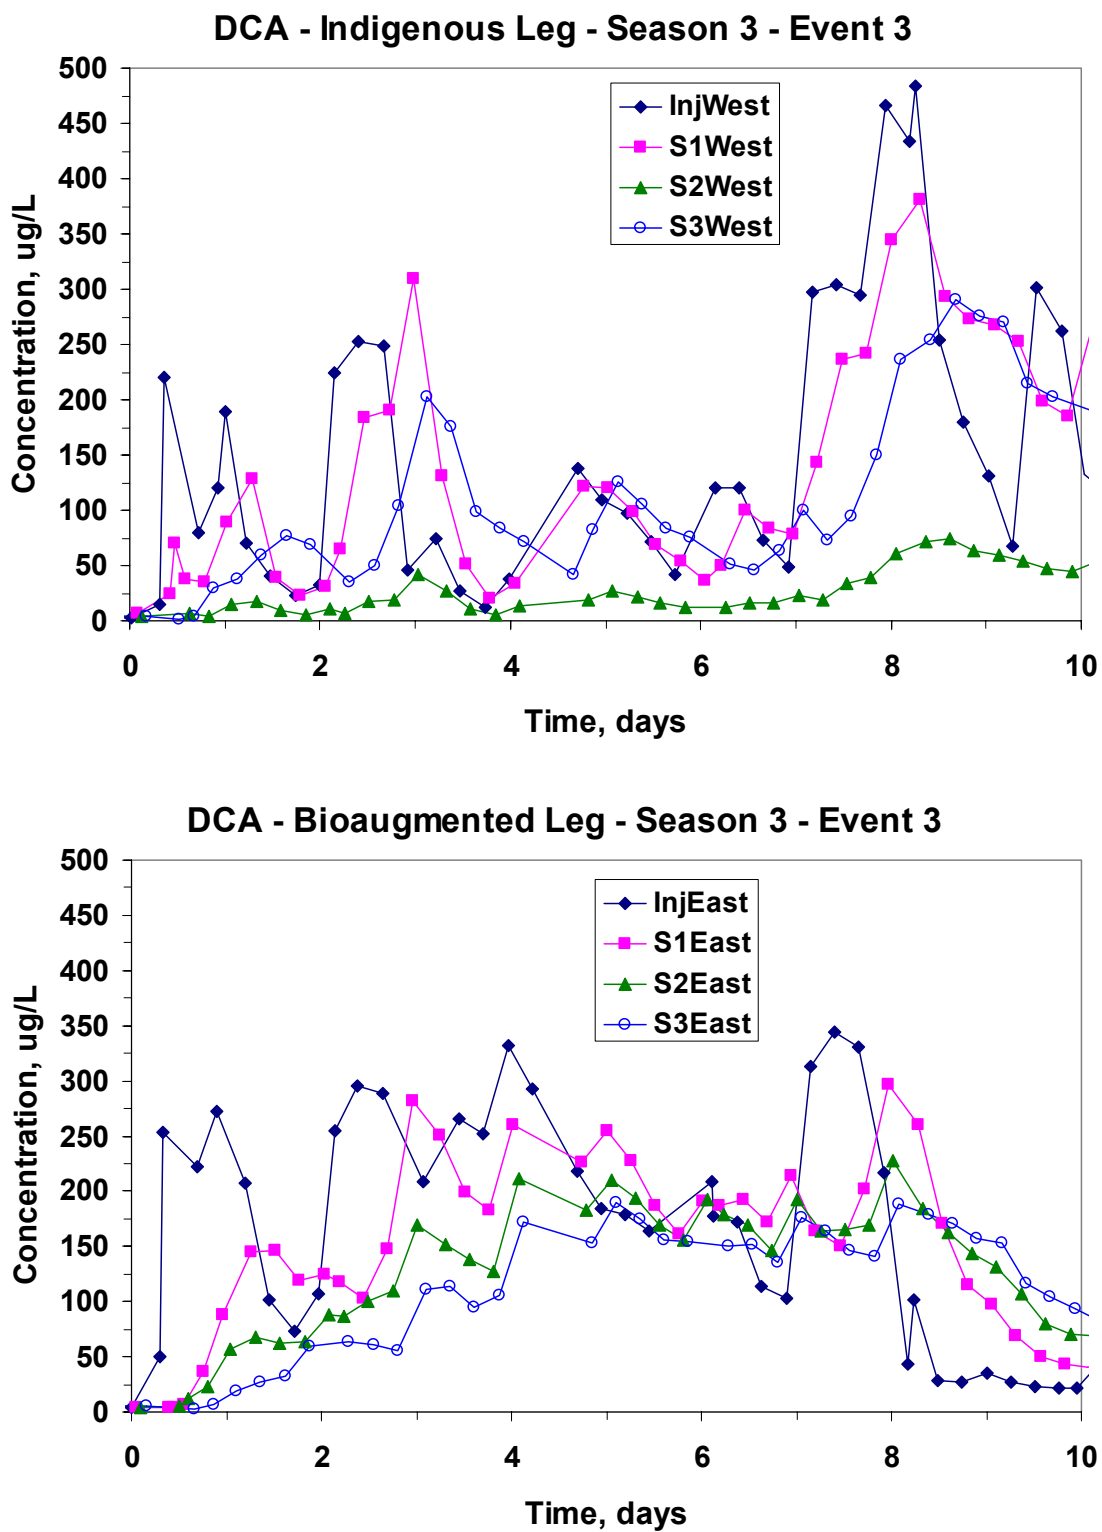 DCA - Indigenous Leg - Season 3 - Event 3
500
450
400
350
300
250
200
150
100
50
0
Concentration, ug/L
InjWest
S1West
S2West
S3West
0 2 4 6 8 10
Time, days
DCA - Bioaugmented Leg - Season 3 - Event 3
500
450
400
350
300
250
200
150
100
50
0
Concentration, ug/L
InjEast
S1East
S2East
S3East
0 2 4 6 8 10
Time, days